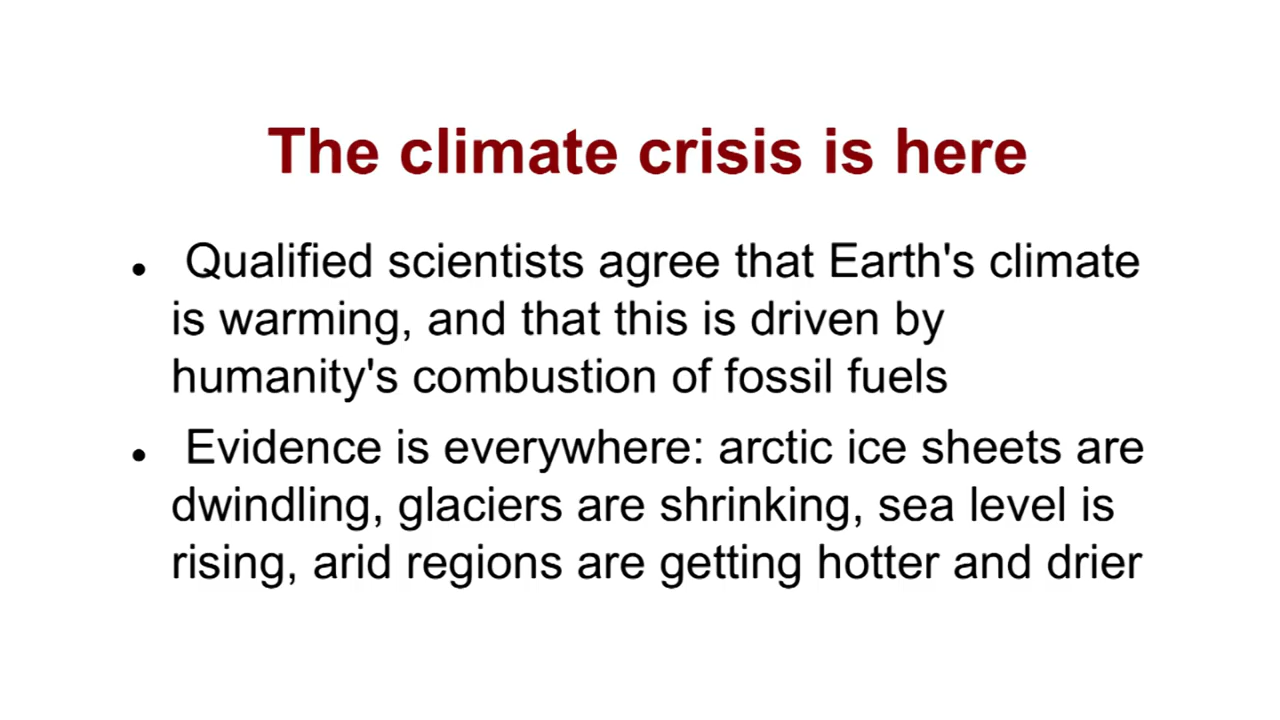 The climate crisis is here
• Qualified scientists agree that Earth's climate
is warming, and that this is driven by
humanity's combustion of fossil fuels
• Evidence is everywhere: arctic ice sheets are
dwindling, glaciers are shrinking, sea level is
rising, arid regions are getting hotter and drier